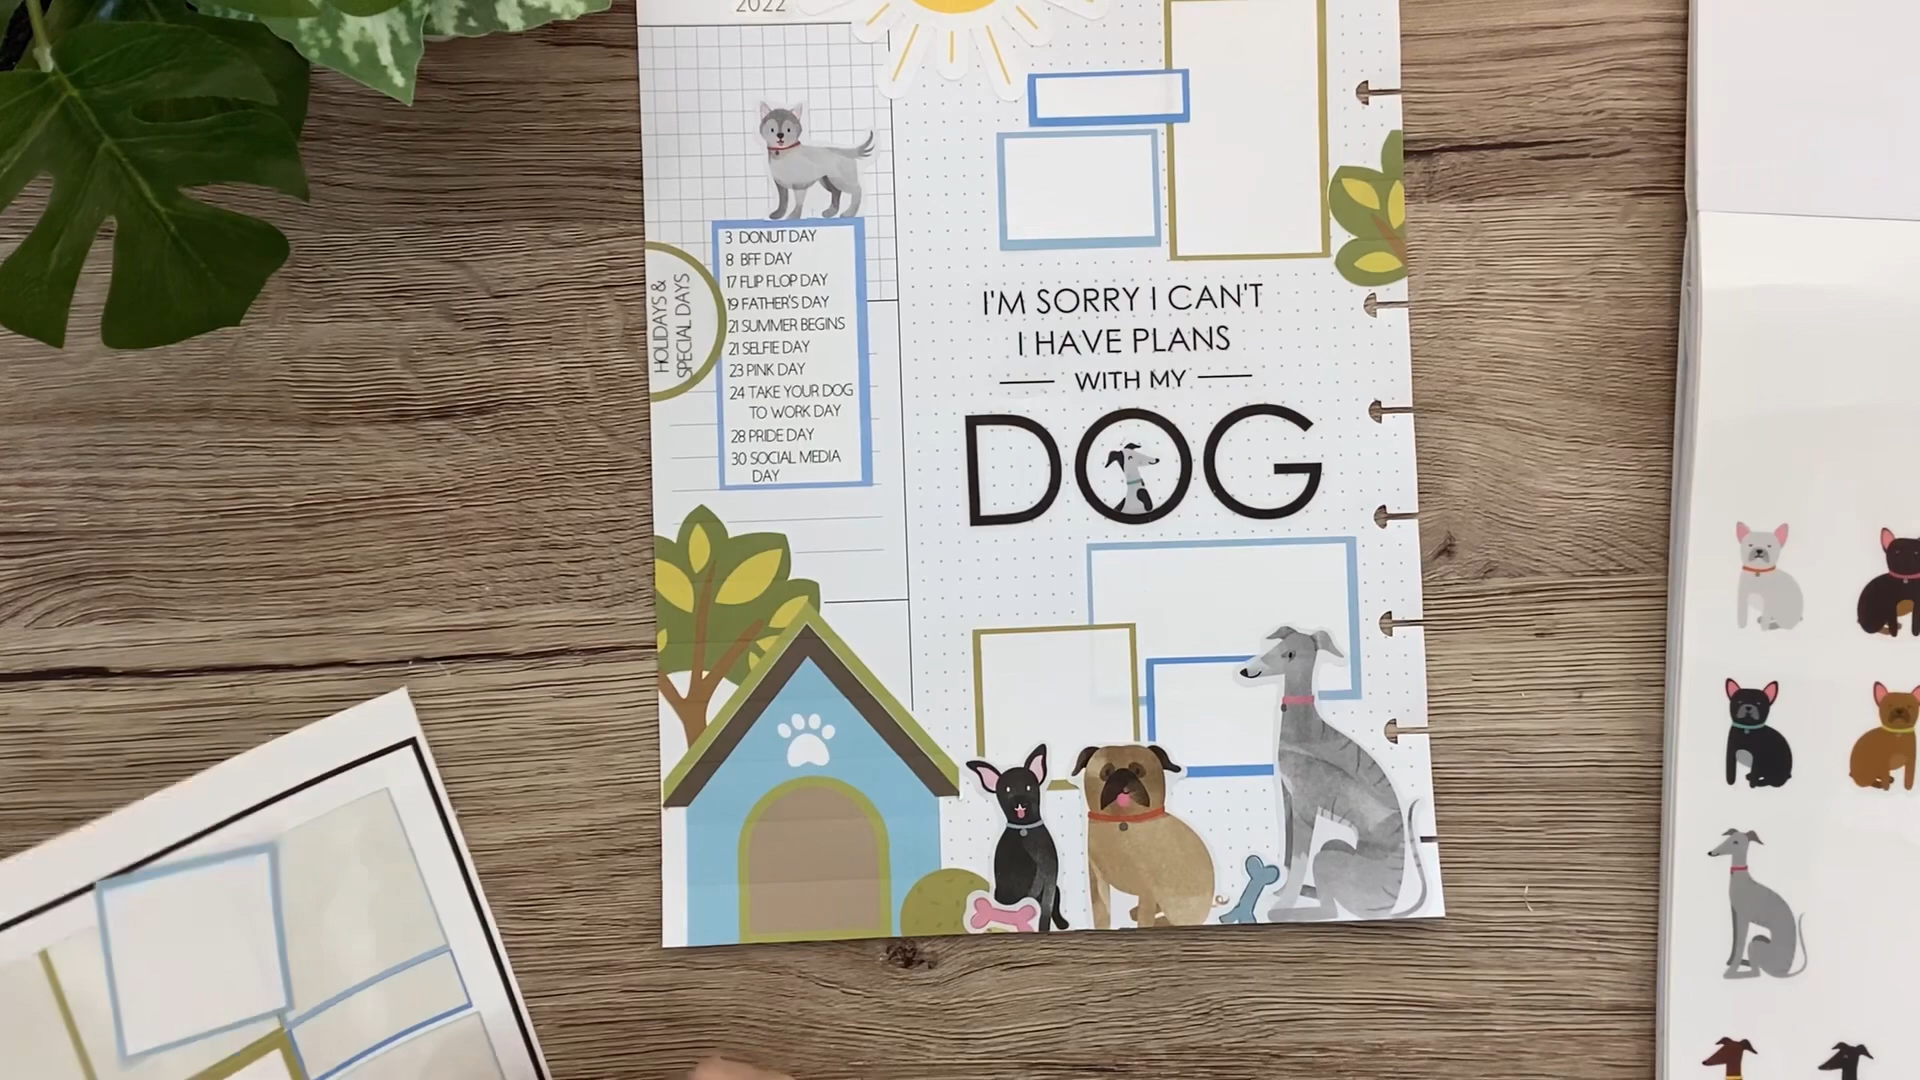 2022
HOLIDAYS &
SPECIAL DAYS
3 DONUT DAY
8 BFF DAY
17 FLIP FLOP DAY
19 FATHER'S DAY
21 SUMMER BEGINS
21 SELFIE DAY
23 PINK DAY
24 TAKE YOUR DOG
TO WORK DAY
28 PRIDE DAY
30 SOCIAL MEDIA
DAY
I'M SORRY I CAN'T
I HAVE PLANS
WITH MY
DOG